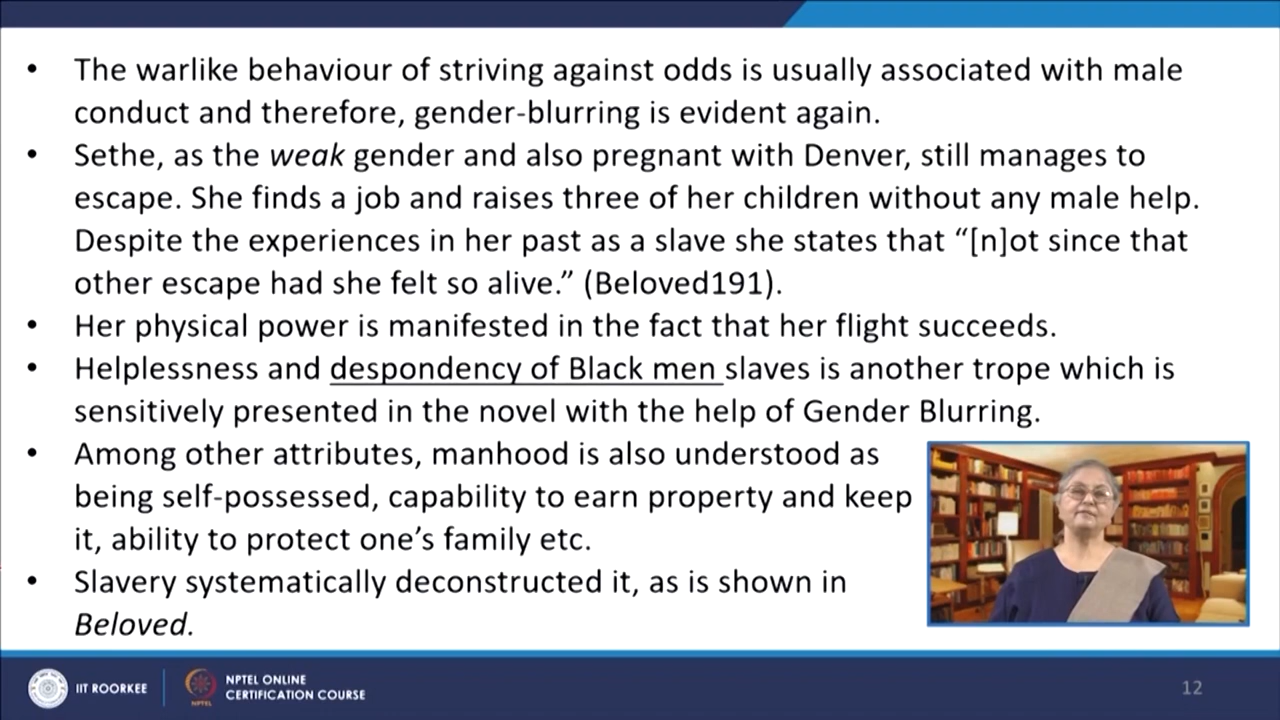 • The warlike behaviour of striving against odds is usually associated with male
conduct and therefore, gender-blurring is evident again.
• Sethe, as the weak gender and also pregnant with Denver, still manages to
escape. She finds a job and raises three of her children without any male help.
Despite the experiences in her past as a slave she states that “[n]ot since that
other escape had she felt so alive.” (Beloved191).
• Her physical power is manifested in the fact that her flight succeeds.
• Helplessness and despondency of Black men slaves is another trope which is
sensitively presented in the novel with the help of Gender Blurring.
• Among other attributes, manhood is also understood as
being self-possessed, capability to earn property and keep
it, ability to protect one’s family etc.
• Slavery systematically deconstructed it, as is shown in
Beloved.
IIT ROORKEE
NPTEL
NPTEL ONLINE
CERTIFICATION COURSE
12